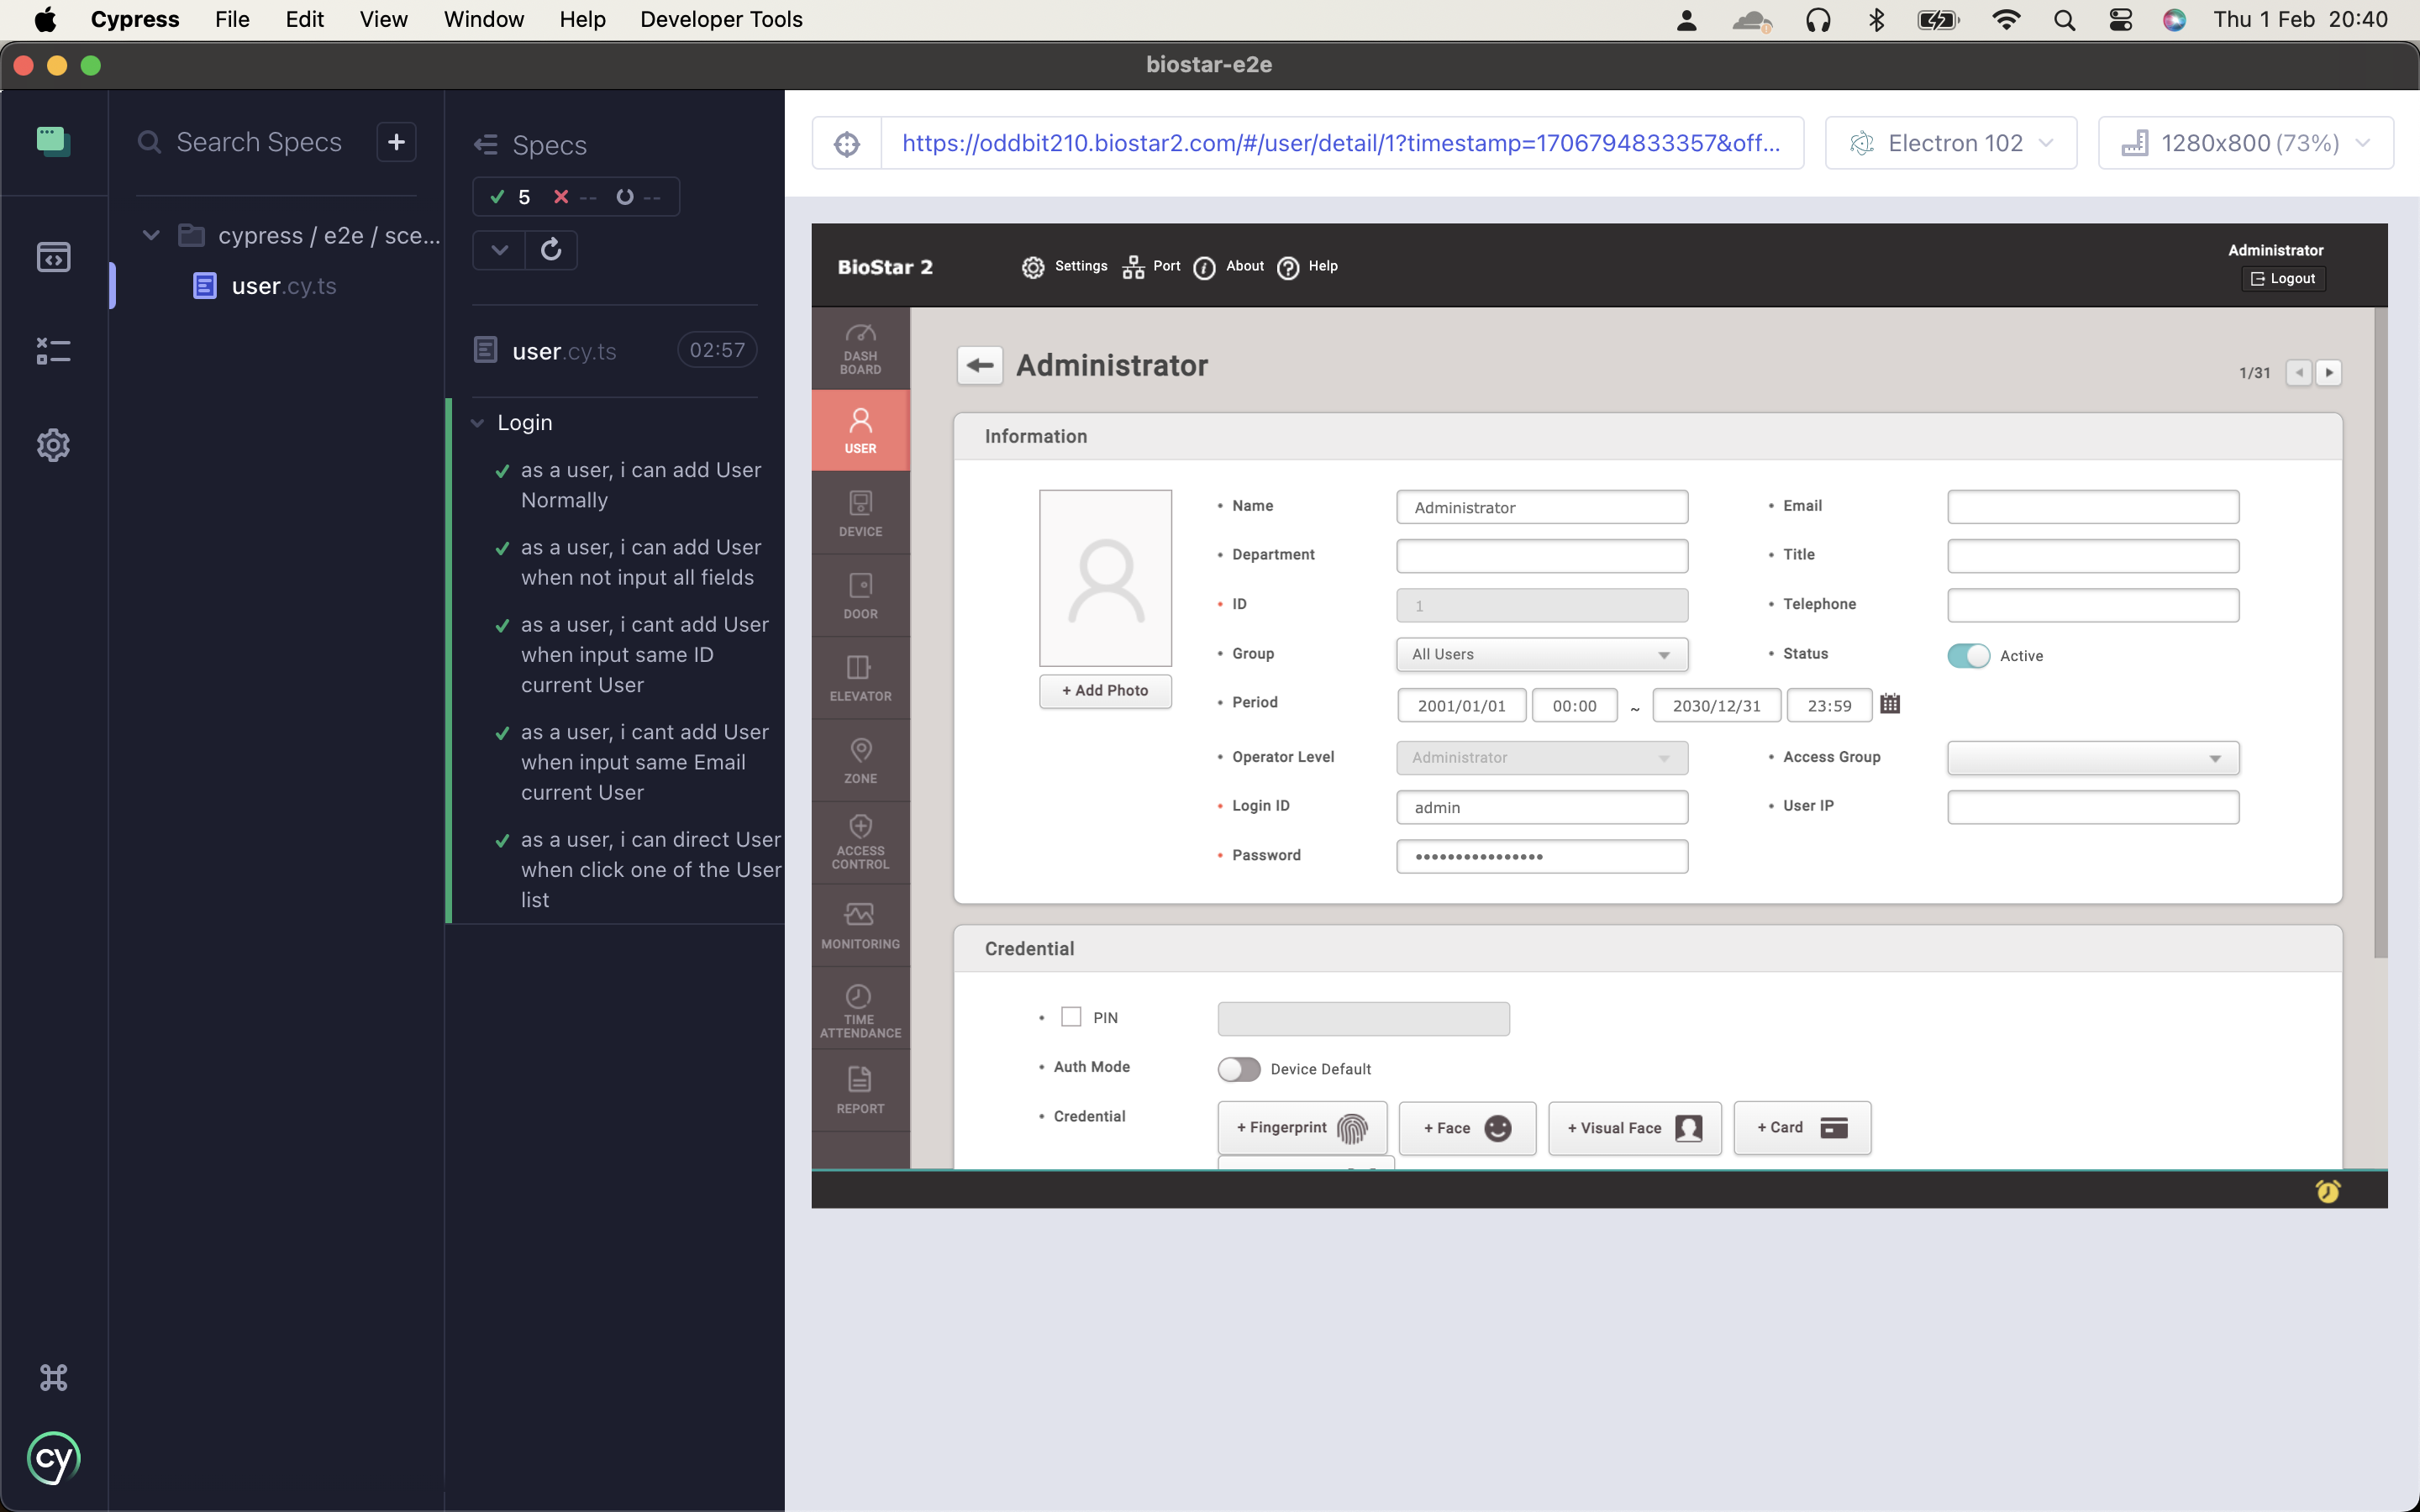 Cypress File Edit View Window Help Developer Tools Thu 1 Feb 20:40
biostar-e2e
Search Specs
cypress / e2e / sce...
user.cy.ts
Specs
5 -- --
user.cy.ts 02:57
Login
as a user, i can add User
Normally
as a user, i can add User
when not input all fields
as a user, i cant add User
when input same ID
current User
as a user, i cant add User
when input same Email
current User
as a user, i can direct User
when click one of the User
list
cy
https://oddbit210.biostar2.com/#/user/detail/1?timestamp=1706794833357&off... Electron 102 1280x800 (73%)
BioStar 2 Settings Port About Help
Administrator
Logout
DASH
BOARD
USER
DEVICE
DOOR
ELEVATOR
ZONE
ACCESS
CONTROL
MONITORING
TIME
ATTENDANCE
REPORT
Administrator 1/31
Information
+ Add Photo
• Name Administrator • Email
• Department • Title
• ID 1 • Telephone
• Group All Users • Status Active
• Period 2001/01/01 00:00 ~ 2030/12/31 23:59
• Operator Level Administrator • Access Group
• Login ID admin • User IP
• Password ••••••••••••••••
Credential
• PIN
• Auth Mode Device Default
• Credential + Fingerprint + Face + Visual Face + Card